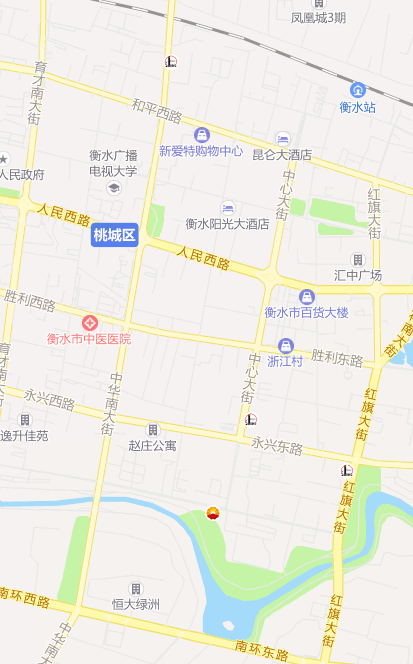 凤凰城3期
育才南大街
衡水站
和平西路
新爱特购物中心
昆仑大酒店
衡水广播
电视大学
人民政府
中心大街
红旗大街
人民西路
桃城区
衡水阳光大酒店
人民西路
汇中广场
胜利西路
衡水市百货大楼
衡水市中医医院
浙江村
胜利东路
南大街
育才南大街
中华南大街
中心大街
红旗大街
永兴西路
逸升佳苑
赵庄公寓
永兴东路
红旗大街
恒大绿洲
南环西路
红旗大街
中华南大街
南环东路